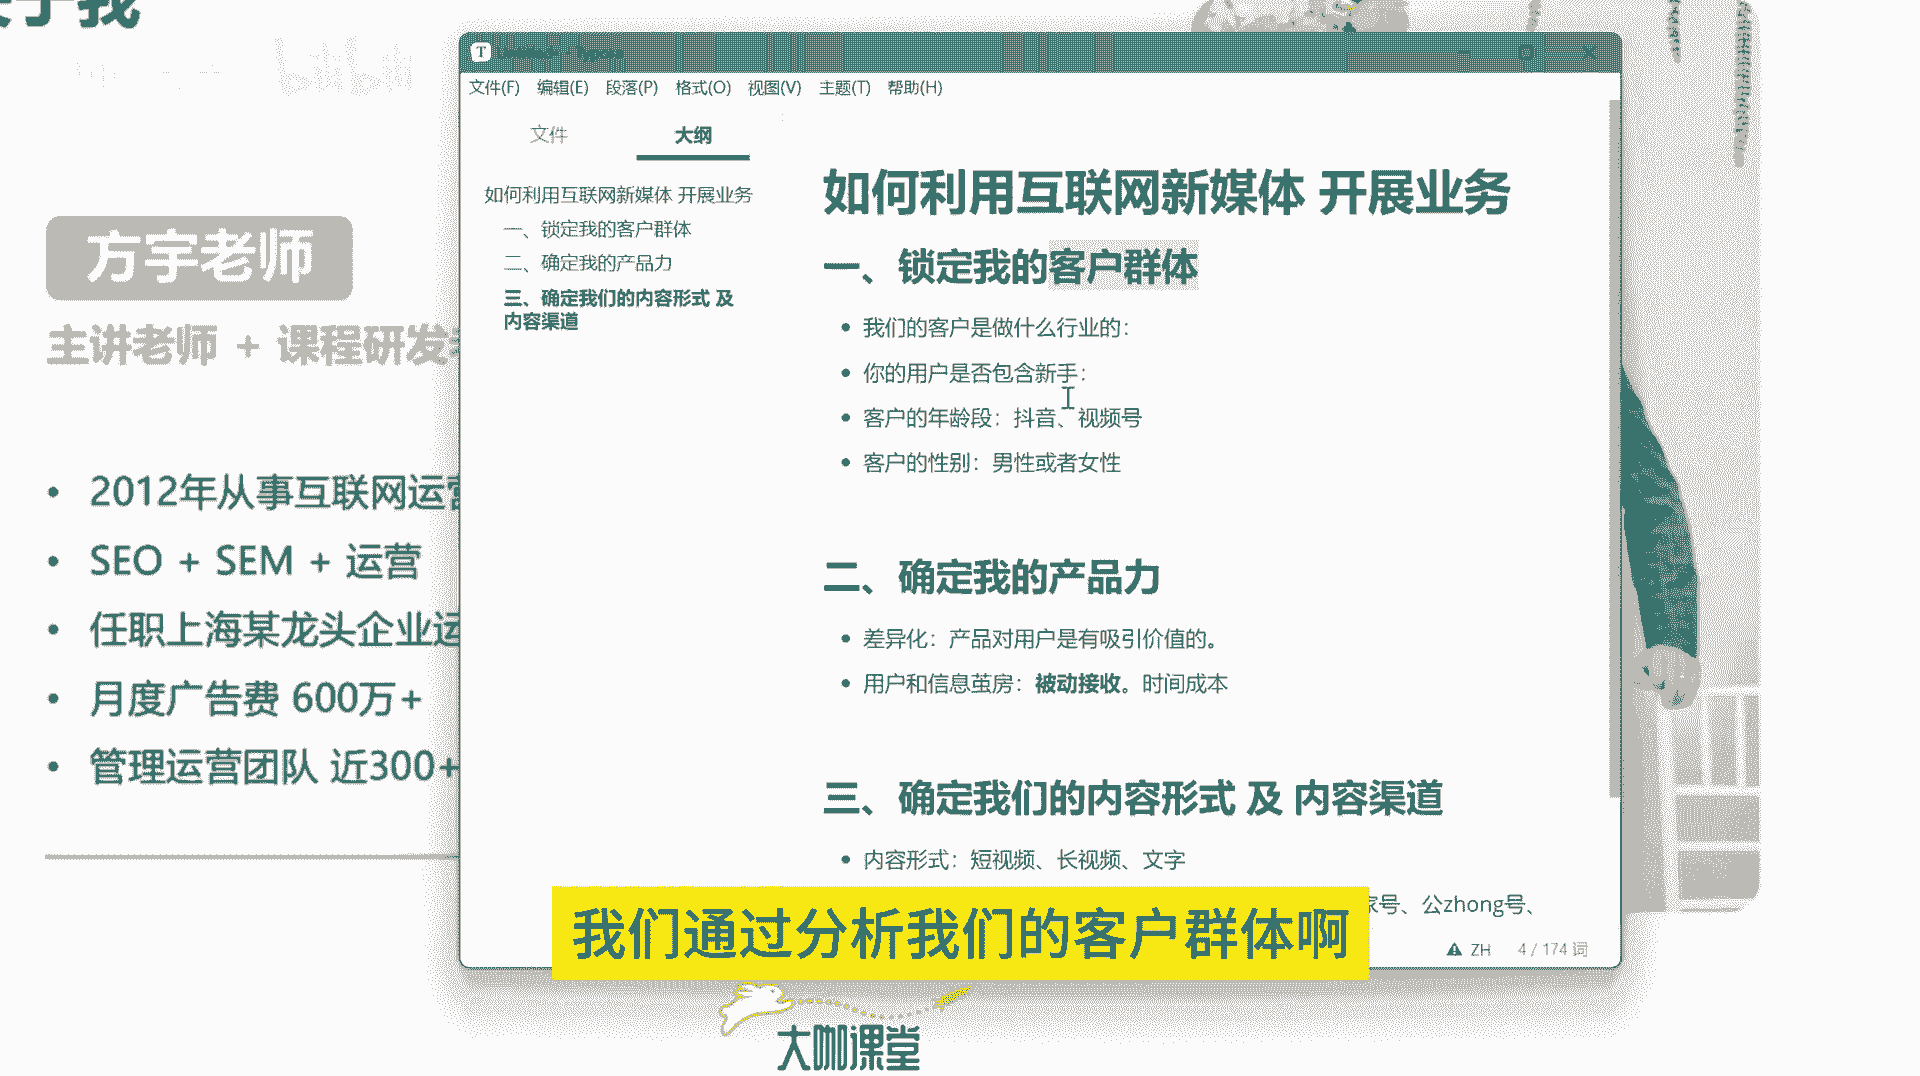 bilibili
方宇老师
主讲老师 + 课程研发
2012年从事互联网运营
SEO + SEM + 运营
任职上海某龙头企业运
月度广告费 600万+
管理运营团队 近300+
T
文件(F) 编辑(E) 段落(P) 格式(O) 视图(V) 主题(T) 帮助(H)
文件 大纲
如何利用互联网新媒体 开展业务
一、锁定我的客户群体
二、确定我的产品力
三、确定我们的内容形式 及
内容渠道
如何利用互联网新媒体 开展业务
一、锁定我的客户群体
我们的客户是做什么行业的：
你的用户是否包含新手：
客户的年龄段：抖音、视频号
客户的性别：男性或者女性
二、确定我的产品力
差异化：产品对用户是有吸引价值的。
用户和信息茧房：被动接收。时间成本
三、确定我们的内容形式 及 内容渠道
内容形式：短视频、长视频、文字
家号、公zhong号、
ZH 4 / 174 词
我们通过分析我们的客户群体啊
大咖课堂